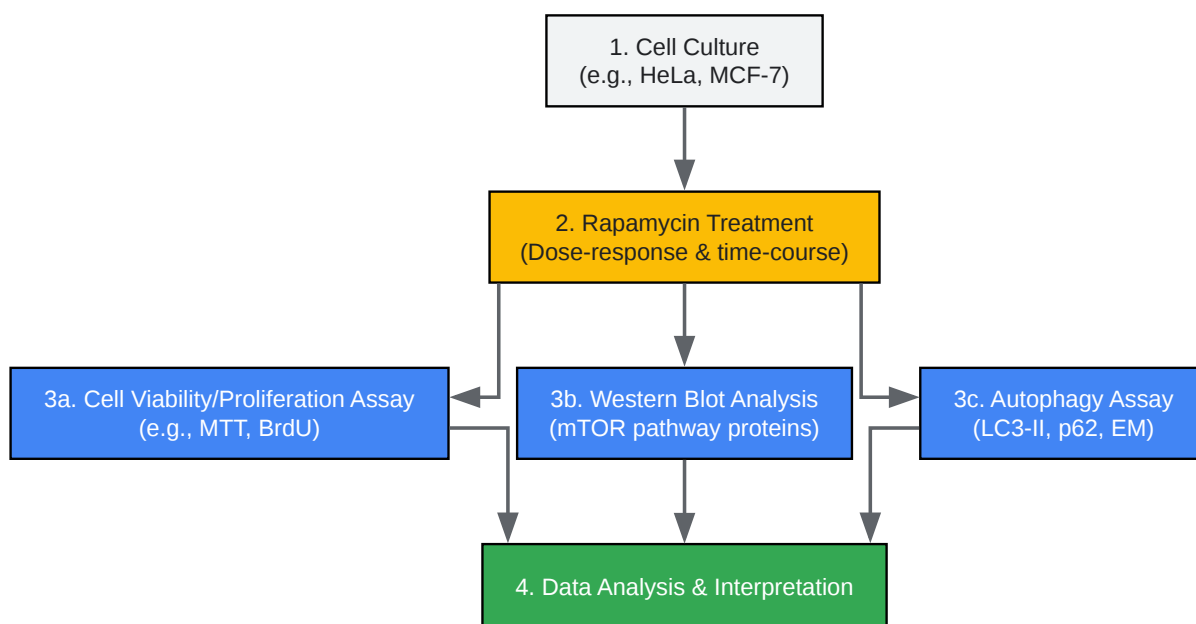 1. Cell Culture
(e.g., HeLa, MCF-7)
2. Rapamycin Treatment
(Dose-response & time-course)
3a. Cell Viability/Proliferation Assay
(e.g., MTT, BrdU)
3b. Western Blot Analysis
(mTOR pathway proteins)
3c. Autophagy Assay
(LC3-II, p62, EM)
4. Data Analysis & Interpretation